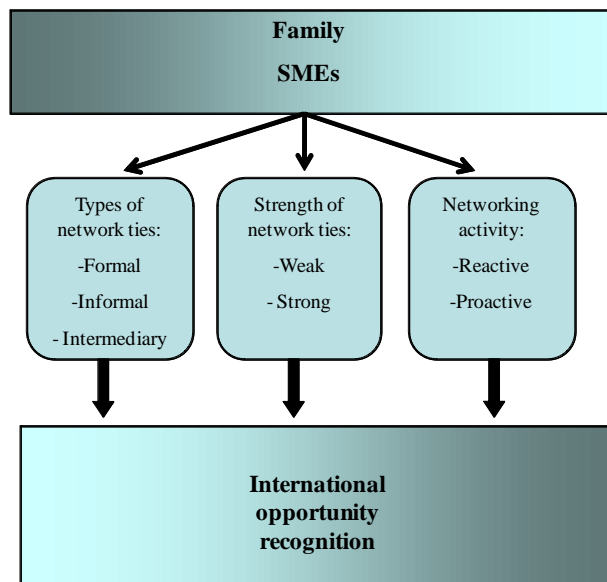 Family
SMEs
Types of
network ties:
-Formal
-Informal
- Intermediary
Strength of
network ties:
-Weak
- Strong
Networking
activity:
-Reactive
-Proactive
International
opportunity
recognition